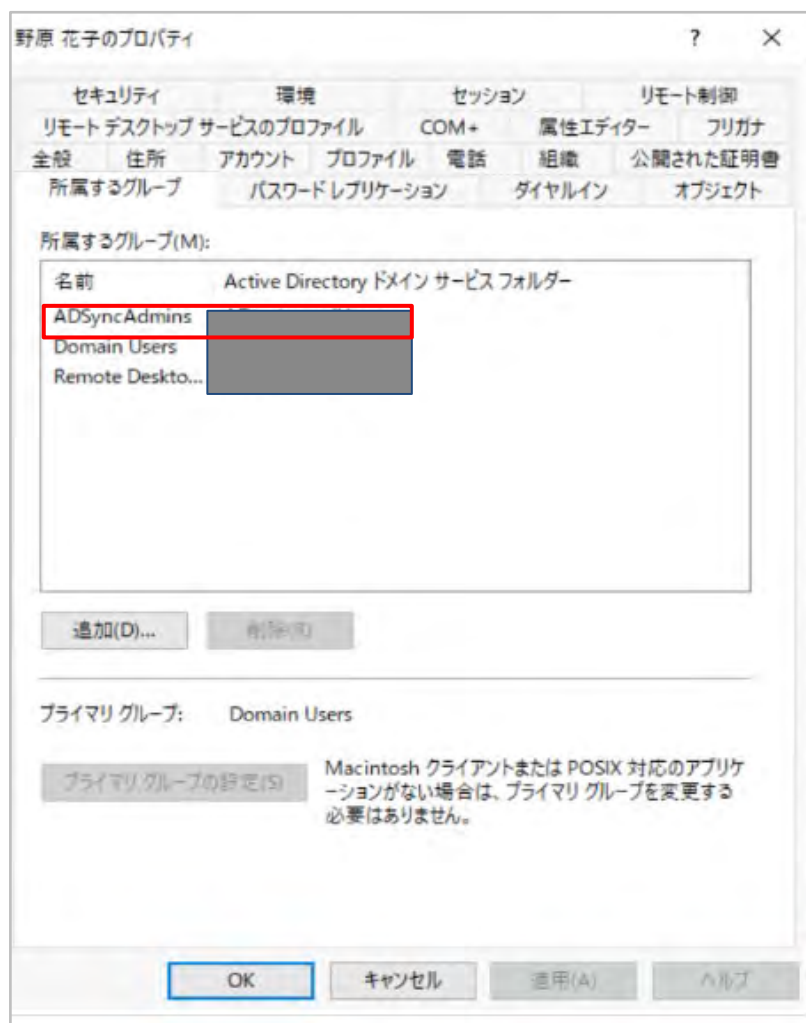 野原 花子のプロパティ ? ×
セキュリティ 環境 セッション リモート制御
リモート デスクトップ サービスのプロファイル COM+ 属性エディター フリガナ
全般 住所 アカウント プロファイル 電話 組織 公開された証明書
所属するグループ パスワード レプリケーション ダイヤルイン オブジェクト
所属するグループ(M):
名前 Active Directory ドメイン サービス フォルダー
ADSyncAdmins
Domain Users
Remote Deskto...
追加(D)... 削除(R)
プライマリ グループ: Domain Users
プライマリ グループの設定(S)
Macintosh クライアントまたは POSIX 対応のアプリケ
ーションがない場合は、プライマリ グループを変更する
必要はありません。
OK キャンセル 適用(A) ヘルプ